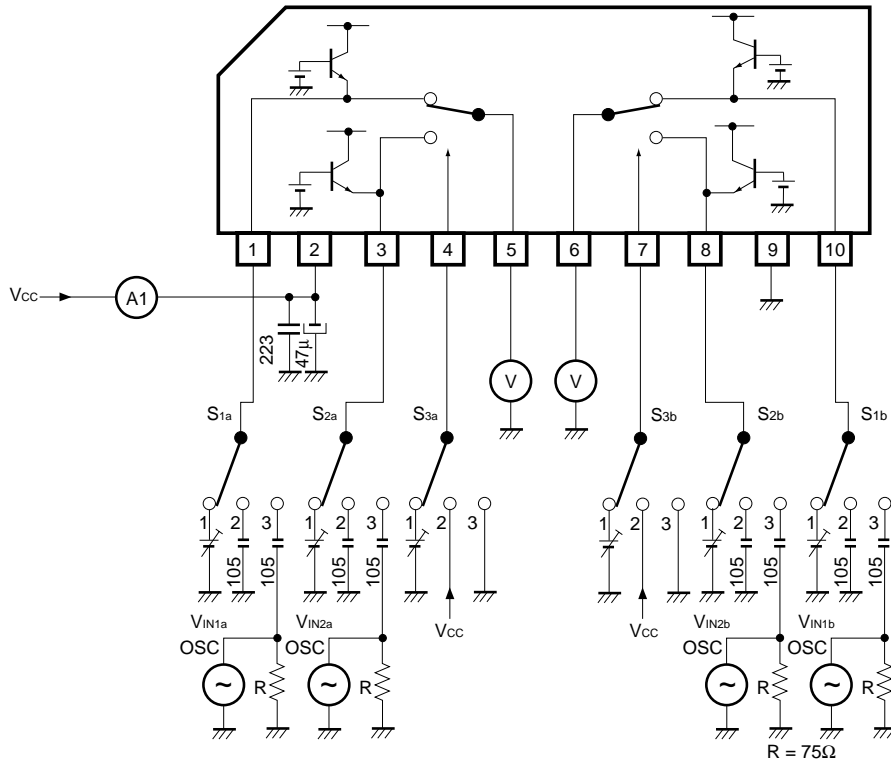 1 2 3 4 5 6 7 8 9 10
VCC A1
223 47μ
V V
S1a S2a S3a S3b S2b S1b
1 2 3 1 2 3 1 2 3 1 2 3 1 2 3 1 2 3
105 105 105 105 105 105 105 105
VIN1a VIN2a VCC VCC VIN2b VIN1b
OSC OSC OSC OSC
~ R ~ R ~ R ~ R
R = 75Ω